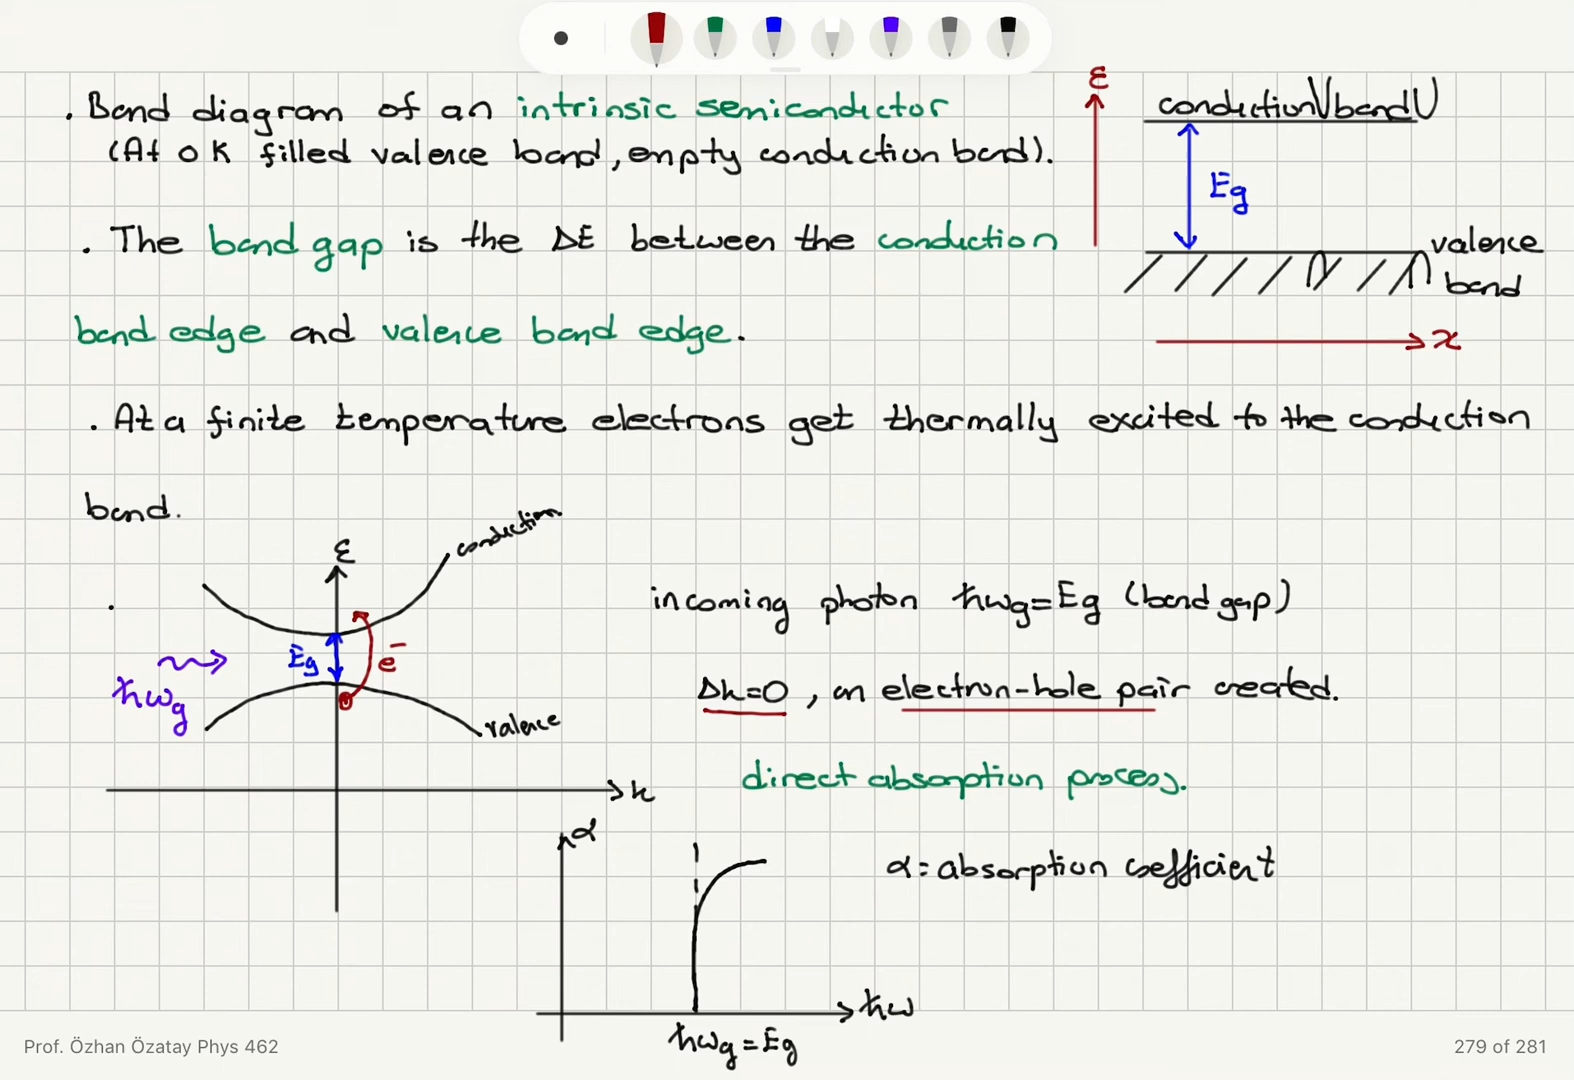 . Band diagram of an intrinsic semiconductor
(At 0K filled valence band, empty conduction band).
ε
conduction band
Eg
valence
band
x
. The band gap is the ΔE between the conduction
band edge and valence band edge.
. At a finite temperature electrons get thermally excited to the conduction
band.
ε
conduction
Eg
e⁻
ħωg
valence
k
incoming photon ħωg=Eg (band gap)
Δk=0, an electron-hole pair created.
direct absorption process.
α
α= absorption coefficient
ħω
ħωg = Eg
Prof. Özhan Özatay Phys 462
279 of 281